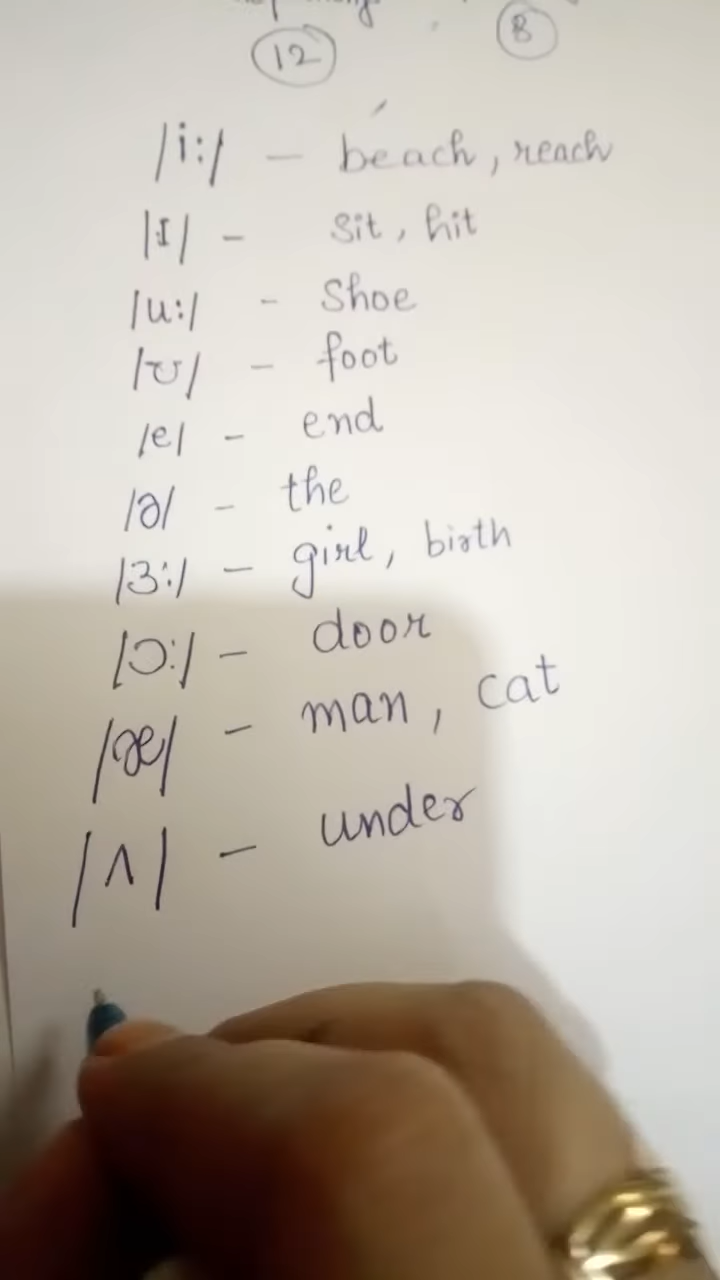 12 8
/i:/ - beach, reach
/ɪ/ - sit, hit
/u:/ - Shoe
/ʊ/ - foot
/e/ - end
/ə/ - the
/ɜ:/ - girl, birth
/ɔ:/ - door
/æ/ - man, cat
/ʌ/ - under